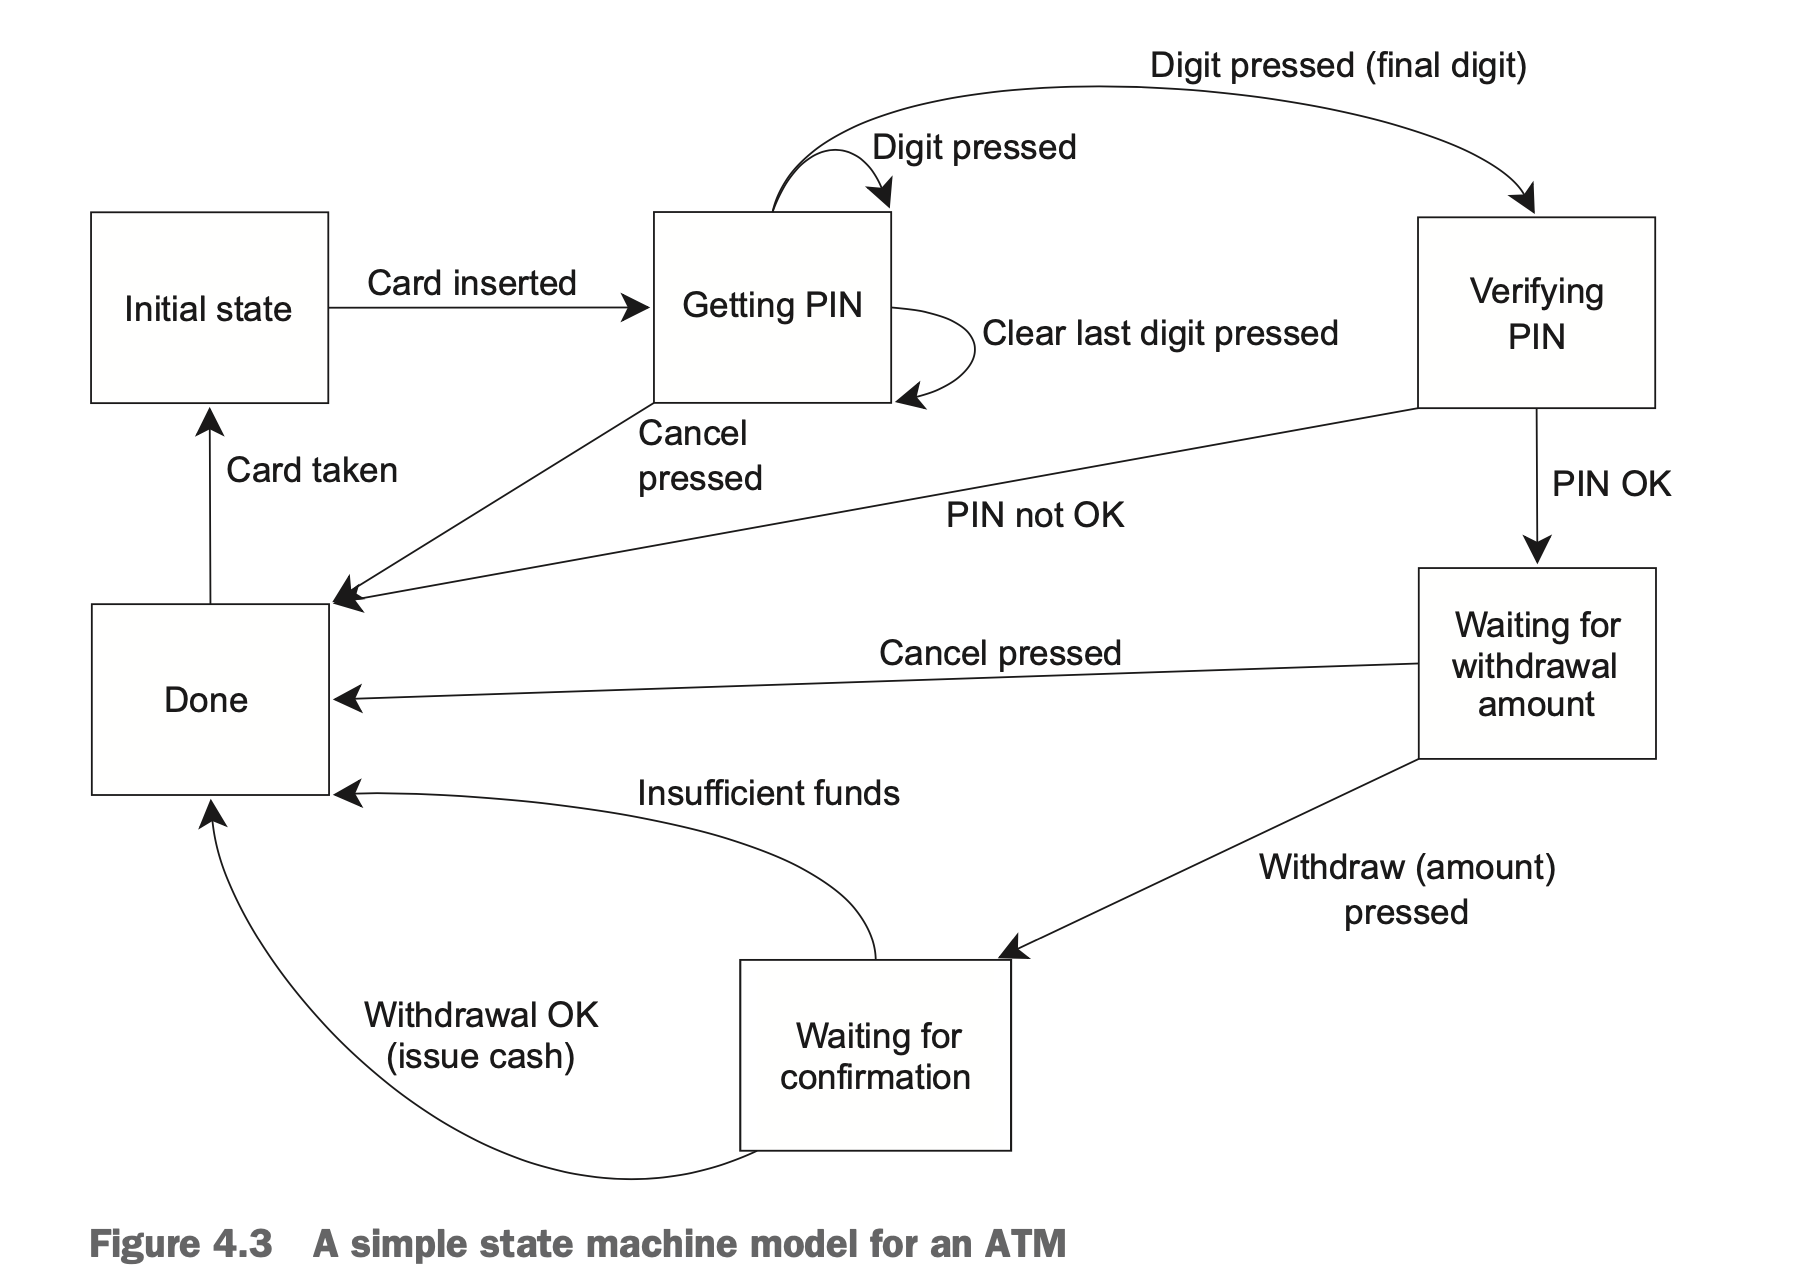 Digit pressed (final digit)
Digit pressed
Initial state
Card inserted
Getting PIN
Clear last digit pressed
Verifying
PIN
Card taken
Cancel
pressed
PIN not OK
PIN OK
Done
Cancel pressed
Waiting for
withdrawal
amount
Insufficient funds
Withdraw (amount)
pressed
Withdrawal OK
(issue cash)
Waiting for
confirmation
Figure 4.3 A simple state machine model for an ATM